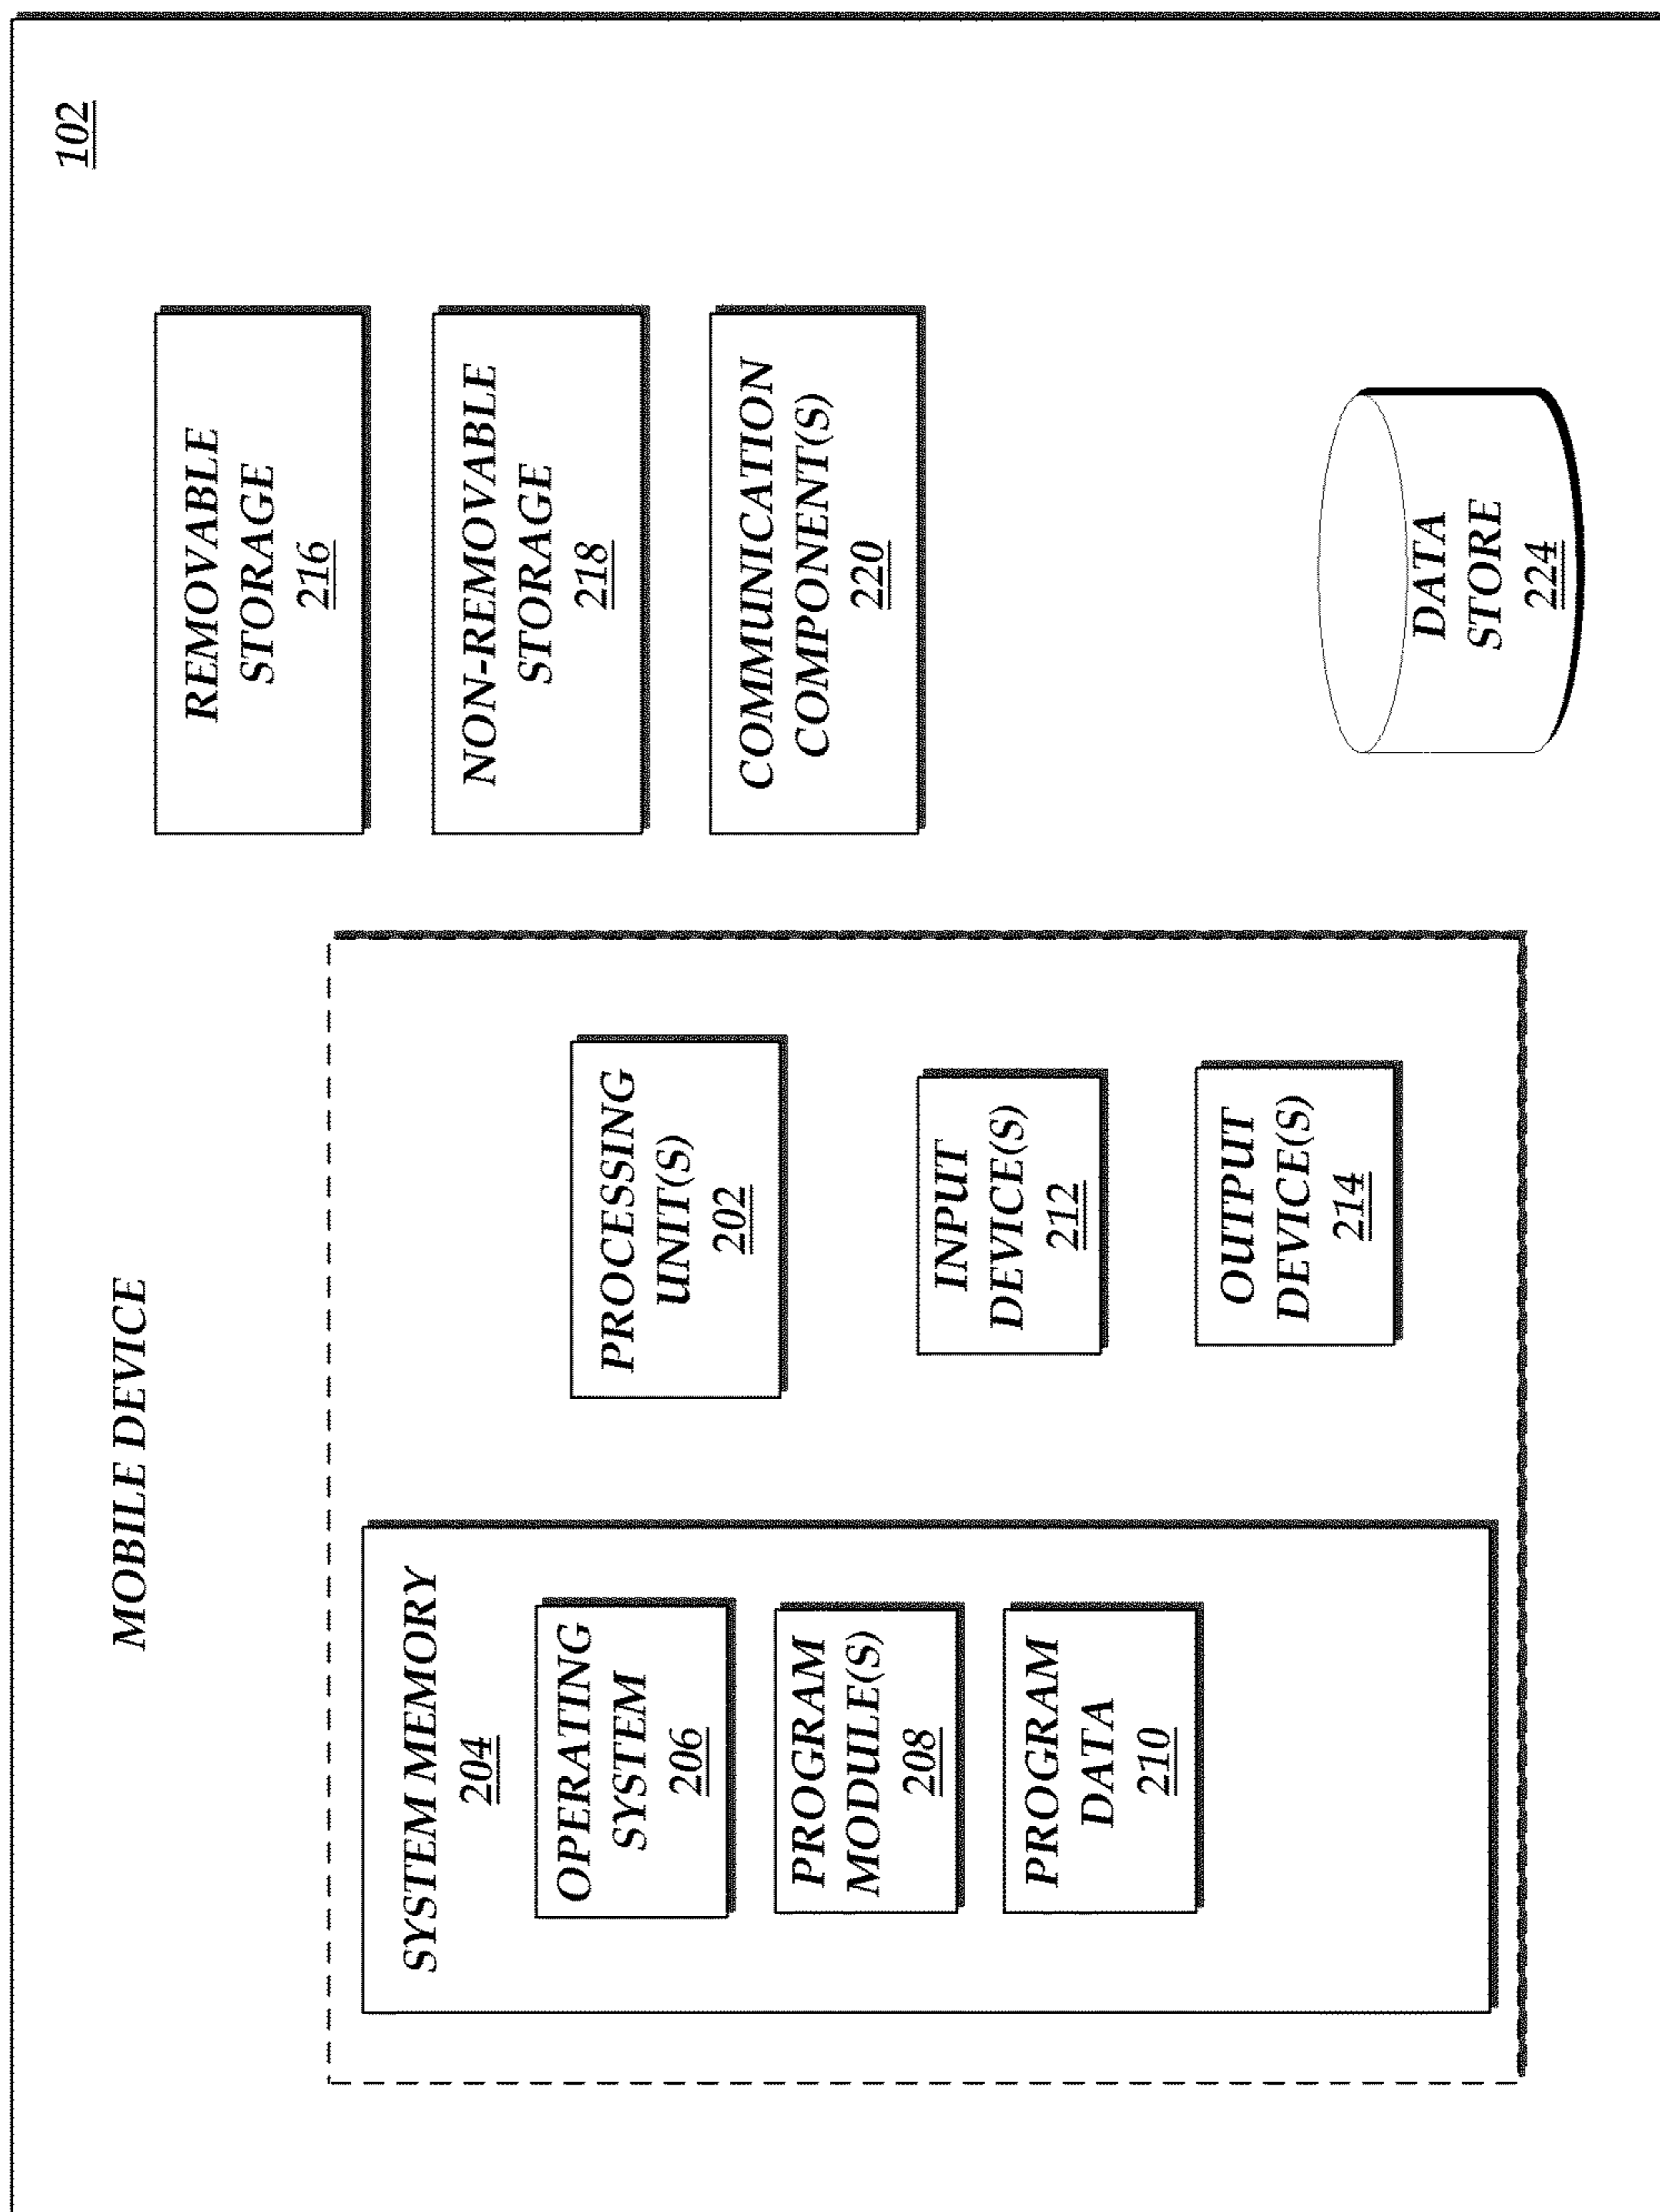 102
MOBILE DEVICE
SYSTEM MEMORY
204
OPERATING
SYSTEM
206
PROGRAM
MODULE(S)
208
PROGRAM
DATA
210
PROCESSING
UNIT(S)
202
INPUT
DEVICE(S)
212
OUTPUT
DEVICE(S)
214
REMOVABLE
STORAGE
216
NON-REMOVABLE
STORAGE
218
COMMUNICATION
COMPONENT(S)
220
DATA
STORE
224